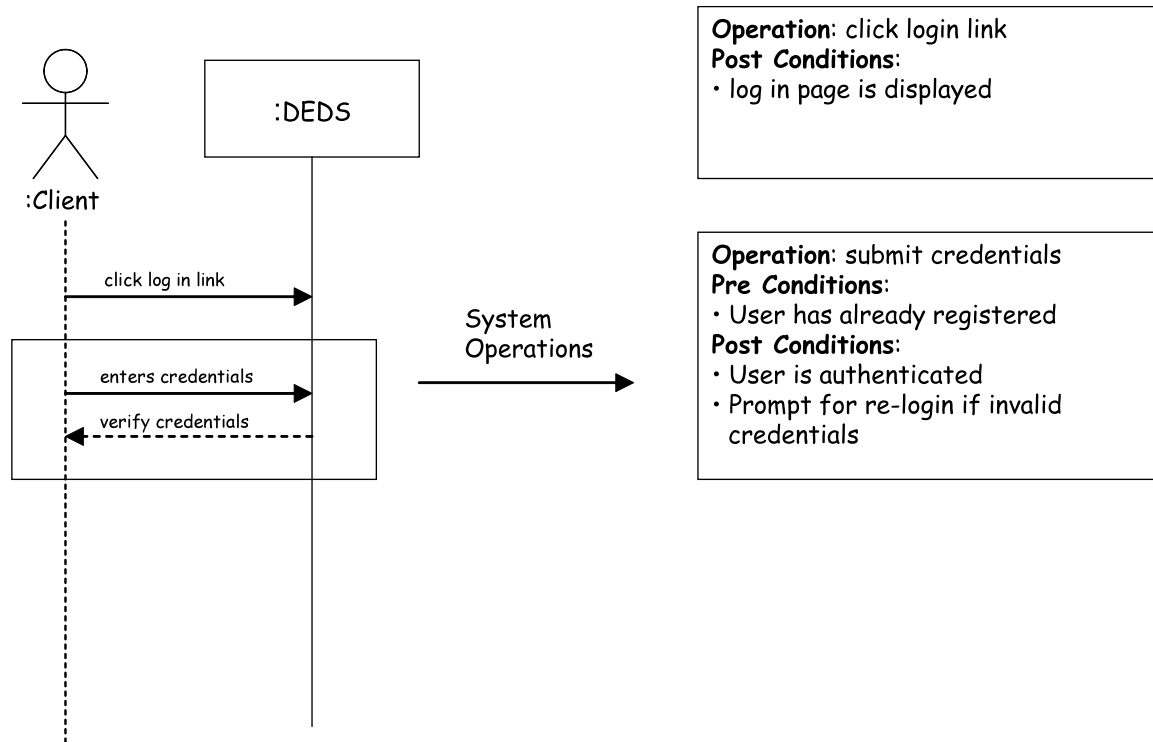 :DEDS
:Client
click log in link
enters credentials
verify credentials
System
Operations
Operation: click login link
Post Conditions:
• log in page is displayed
Operation: submit credentials
Pre Conditions:
• User has already registered
Post Conditions:
• User is authenticated
• Prompt for re-login if invalid
credentials